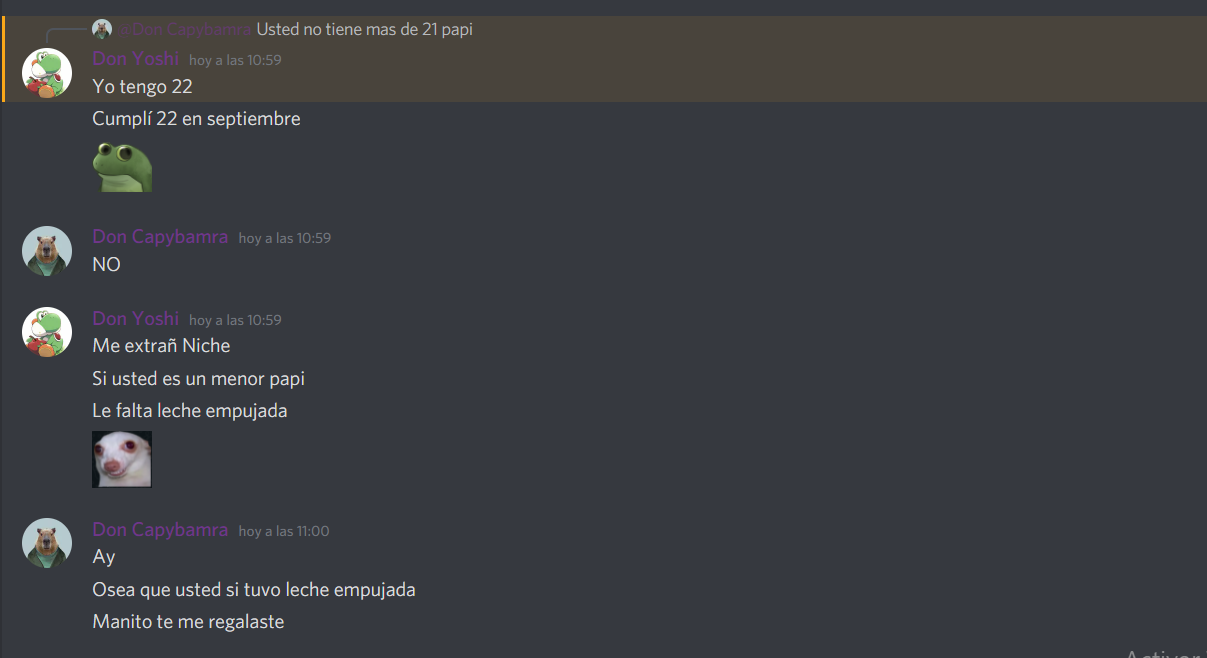 Don Capybamra Usted no tiene mas de 21 papi
Don Yoshi hoy a las 10:59
Yo tengo 22
Cumplí 22 en septiembre
Don Capybamra hoy a las 10:59
NO
Don Yoshi hoy a las 10:59
Me extrañ Niche
Si usted es un menor papi
Le falta leche empujada
Don Capybamra hoy a las 11:00
Ay
Osea que usted si tuvo leche empujada
Manito te me regalaste